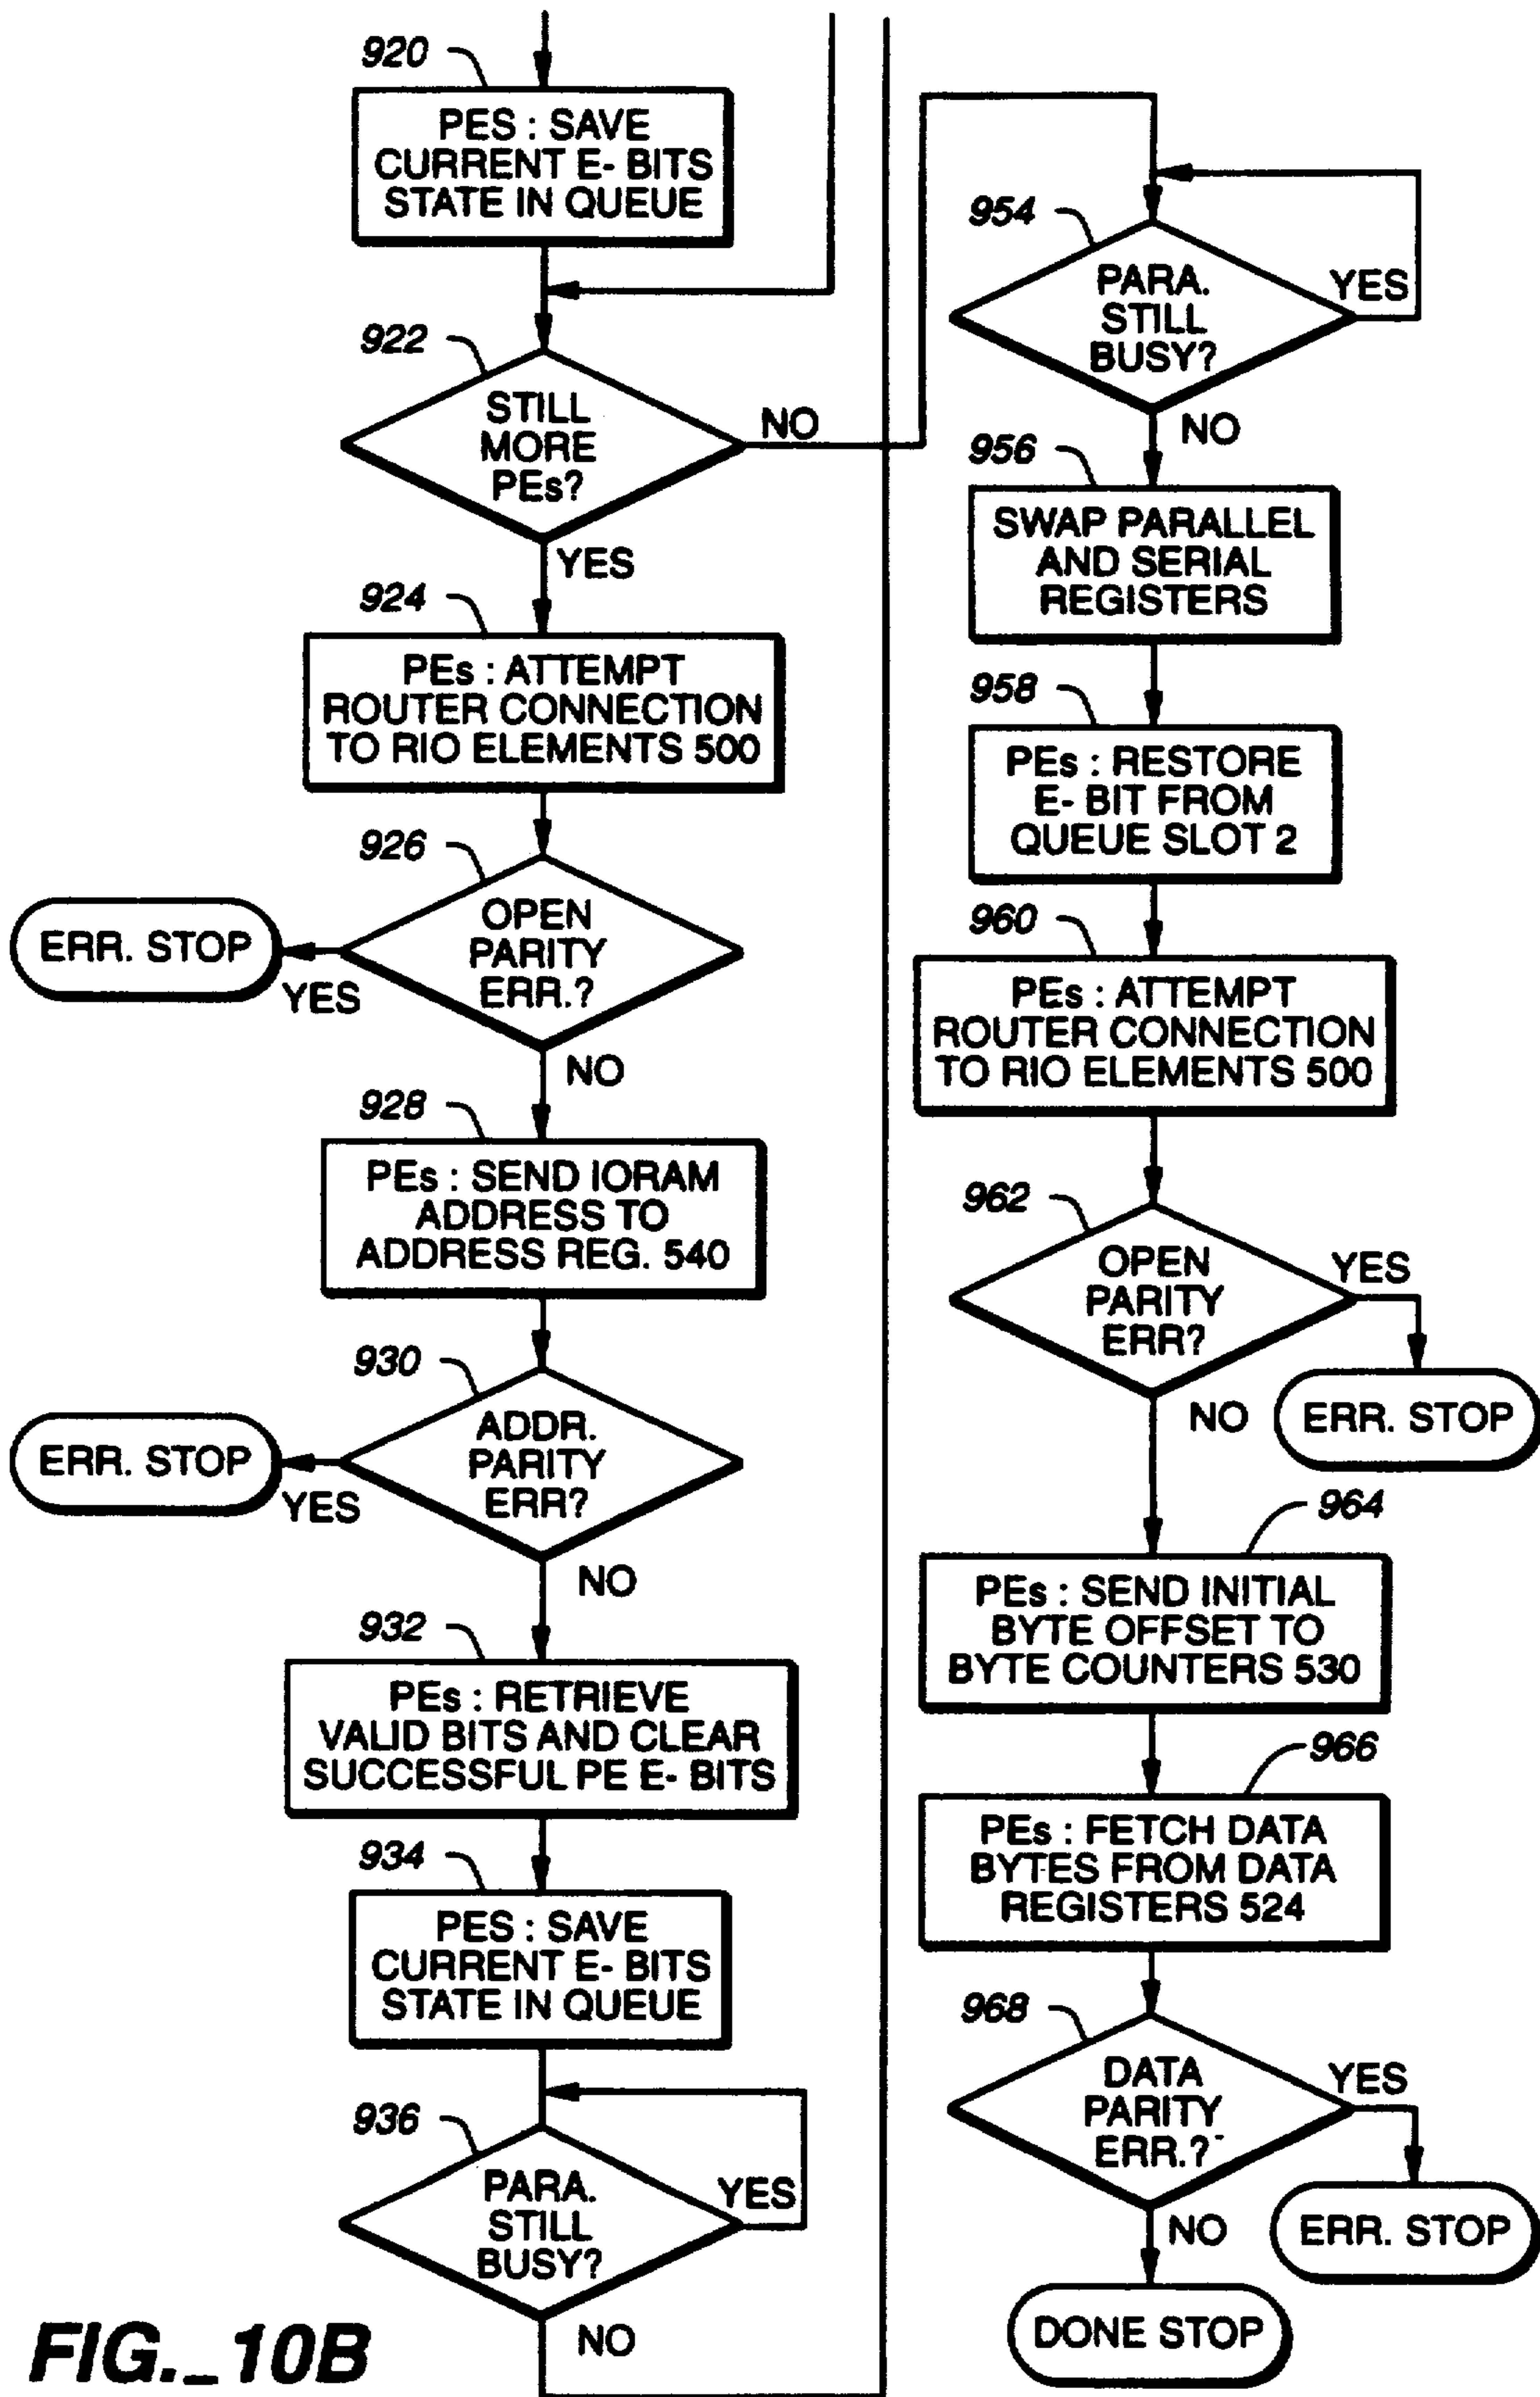 920
PES : SAVE
CURRENT E- BITS
STATE IN QUEUE
922
STILL
MORE
PEs?
NO
YES
924
PEs : ATTEMPT
ROUTER CONNECTION
TO RIO ELEMENTS 500
926
OPEN
PARITY
ERR.?
ERR. STOP
YES
NO
928
PEs : SEND IORAM
ADDRESS TO
ADDRESS REG. 540
930
ADDR.
PARITY
ERR?
ERR. STOP
YES
NO
932
PEs : RETRIEVE
VALID BITS AND CLEAR
SUCCESSFUL PE E- BITS
934
PES : SAVE
CURRENT E- BITS
STATE IN QUEUE
936
PARA.
STILL
BUSY?
YES
NO
954
PARA.
STILL
BUSY?
YES
NO
956
SWAP PARALLEL
AND SERIAL
REGISTERS
958
PEs : RESTORE
E- BIT FROM
QUEUE SLOT 2
960
PEs : ATTEMPT
ROUTER CONNECTION
TO RIO ELEMENTS 500
962
OPEN
PARITY
ERR?
YES
NO
ERR. STOP
964
PEs : SEND INITIAL
BYTE OFFSET TO
BYTE COUNTERS 530
966
PEs : FETCH DATA
BYTES FROM DATA
REGISTERS 524
968
DATA
PARITY
ERR.?
YES
NO
ERR. STOP
DONE STOP
FIG._10B